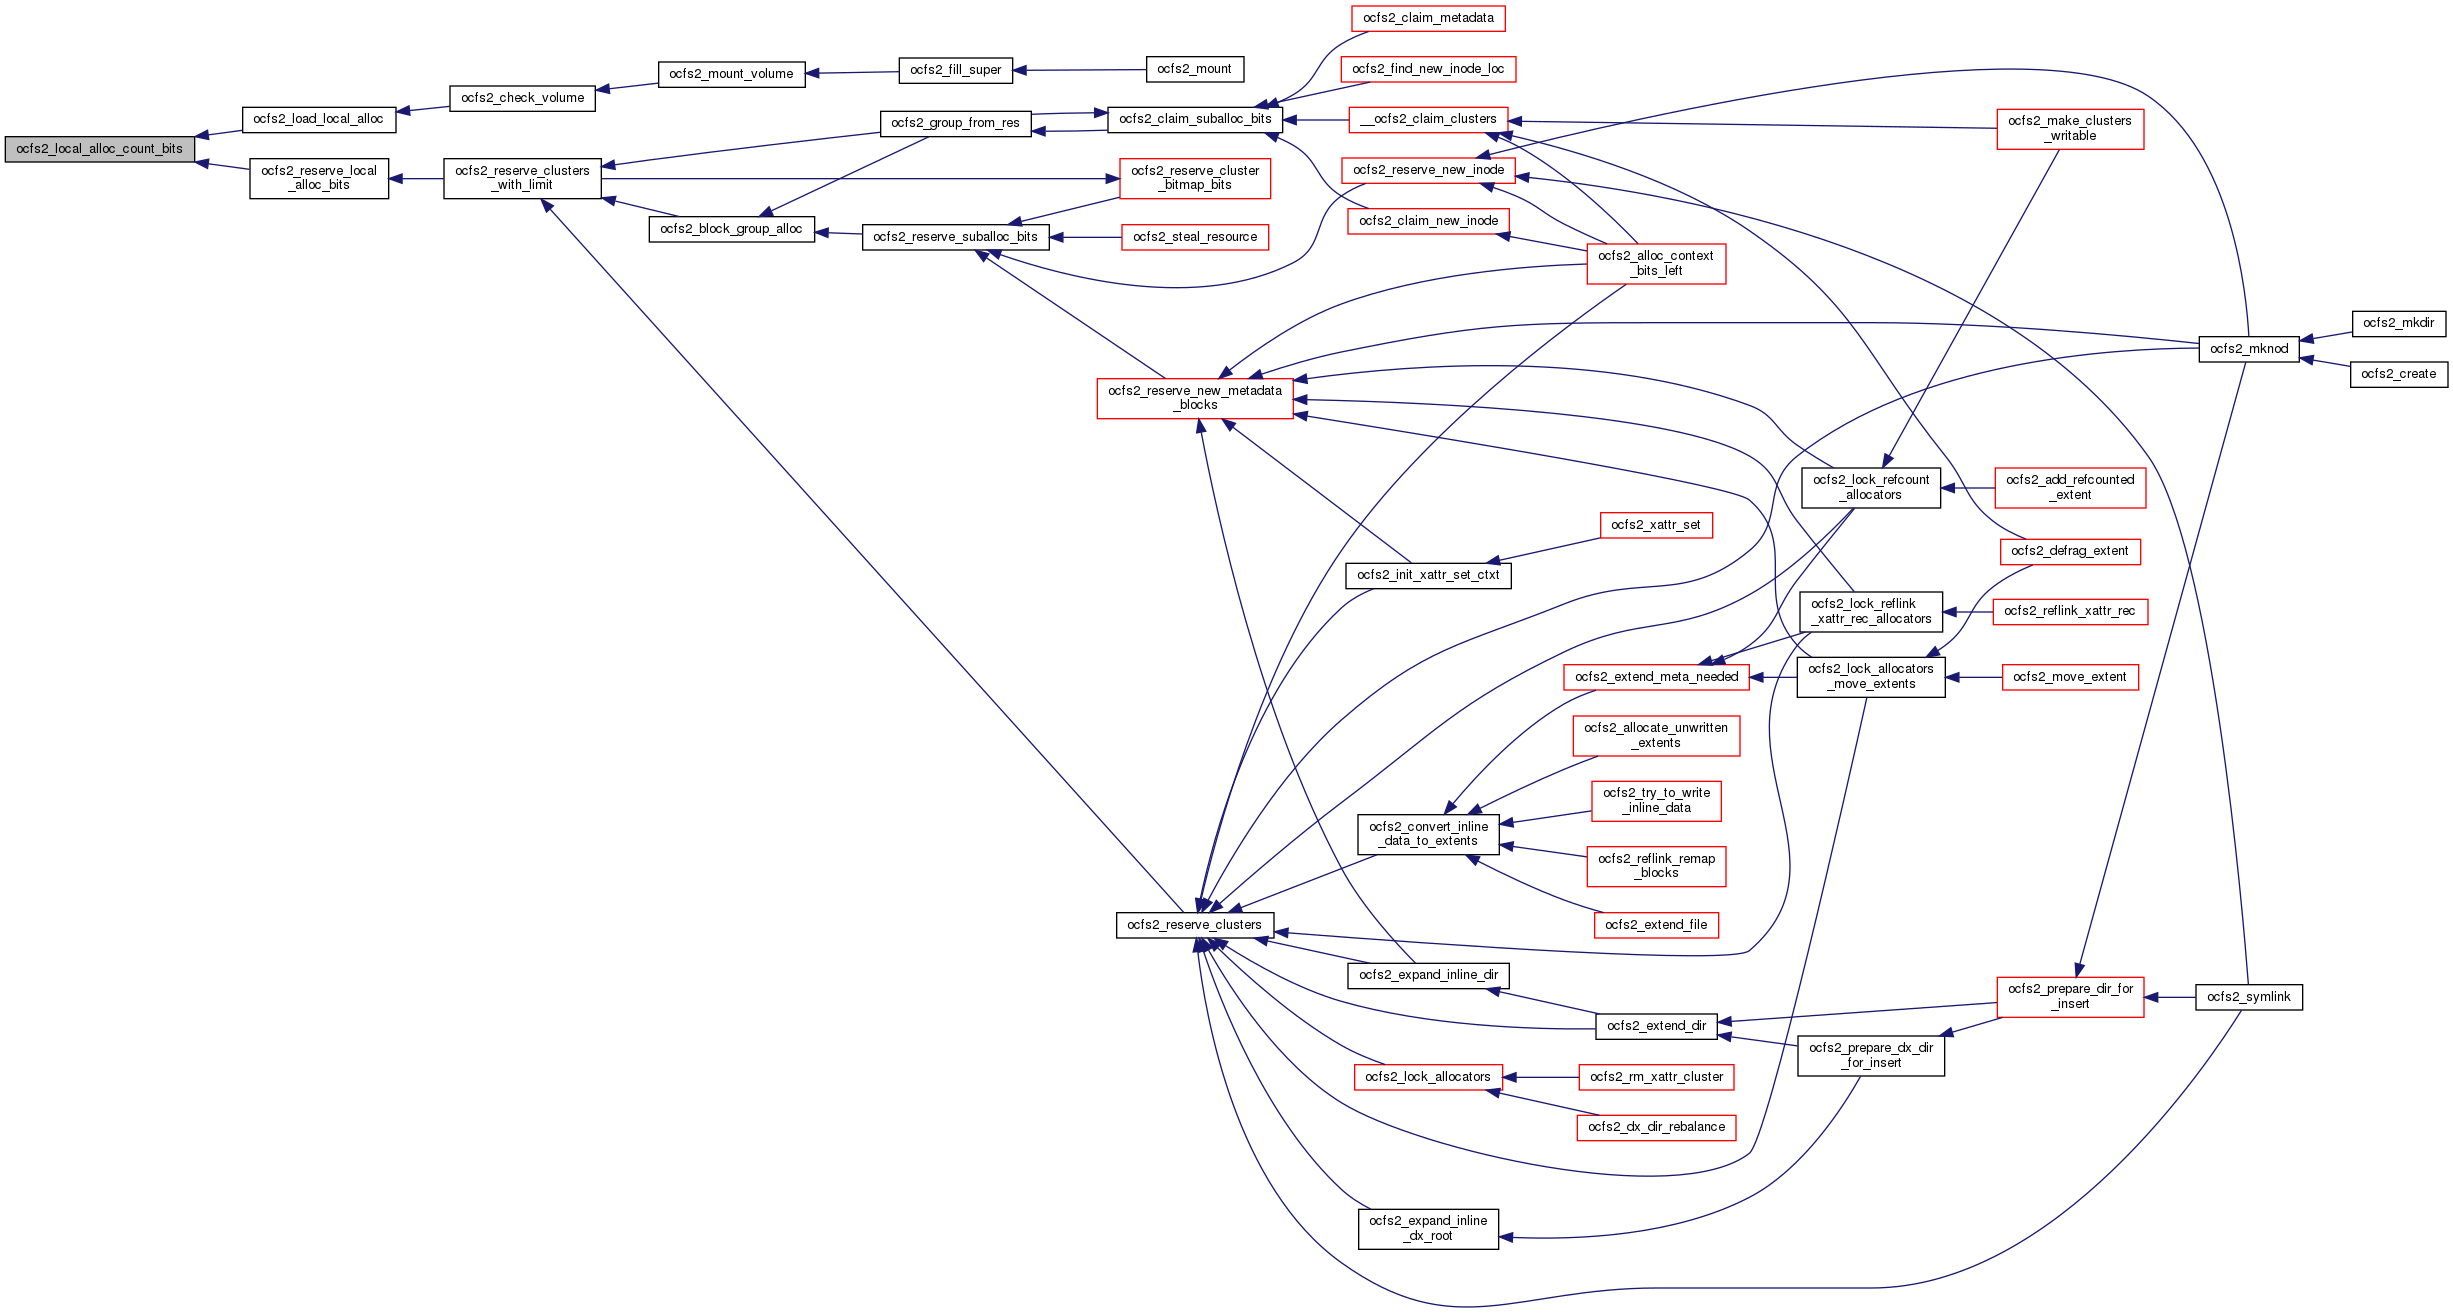 ocfs2_local_alloc_count_bits
ocfs2_load_local_alloc
ocfs2_reserve_local
_alloc_bits
ocfs2_check_volume
ocfs2_reserve_clusters
_with_limit
ocfs2_mount_volume
ocfs2_block_group_alloc
ocfs2_fill_super
ocfs2_group_from_res
ocfs2_reserve_suballoc_bits
ocfs2_mount
ocfs2_claim_suballoc_bits
ocfs2_reserve_cluster
_bitmap_bits
ocfs2_steal_resource
ocfs2_reserve_new_metadata
_blocks
ocfs2_reserve_clusters
ocfs2_claim_metadata
ocfs2_find_new_inode_loc
__ocfs2_claim_clusters
ocfs2_reserve_new_inode
ocfs2_claim_new_inode
ocfs2_init_xattr_set_ctxt
ocfs2_convert_inline
_data_to_extents
ocfs2_expand_inline_dir
ocfs2_lock_allocators
ocfs2_expand_inline
_dx_root
ocfs2_alloc_context
_bits_left
ocfs2_xattr_set
ocfs2_extend_meta_needed
ocfs2_allocate_unwritten
_extents
ocfs2_try_to_write
_inline_data
ocfs2_reflink_remap
_blocks
ocfs2_extend_file
ocfs2_extend_dir
ocfs2_rm_xattr_cluster
ocfs2_dx_dir_rebalance
ocfs2_lock_refcount
_allocators
ocfs2_lock_reflink
_xattr_rec_allocators
ocfs2_lock_allocators
_move_extents
ocfs2_prepare_dx_dir
_for_insert
ocfs2_make_clusters
_writable
ocfs2_add_refcounted
_extent
ocfs2_defrag_extent
ocfs2_reflink_xattr_rec
ocfs2_move_extent
ocfs2_prepare_dir_for
_insert
ocfs2_mknod
ocfs2_symlink
ocfs2_mkdir
ocfs2_create